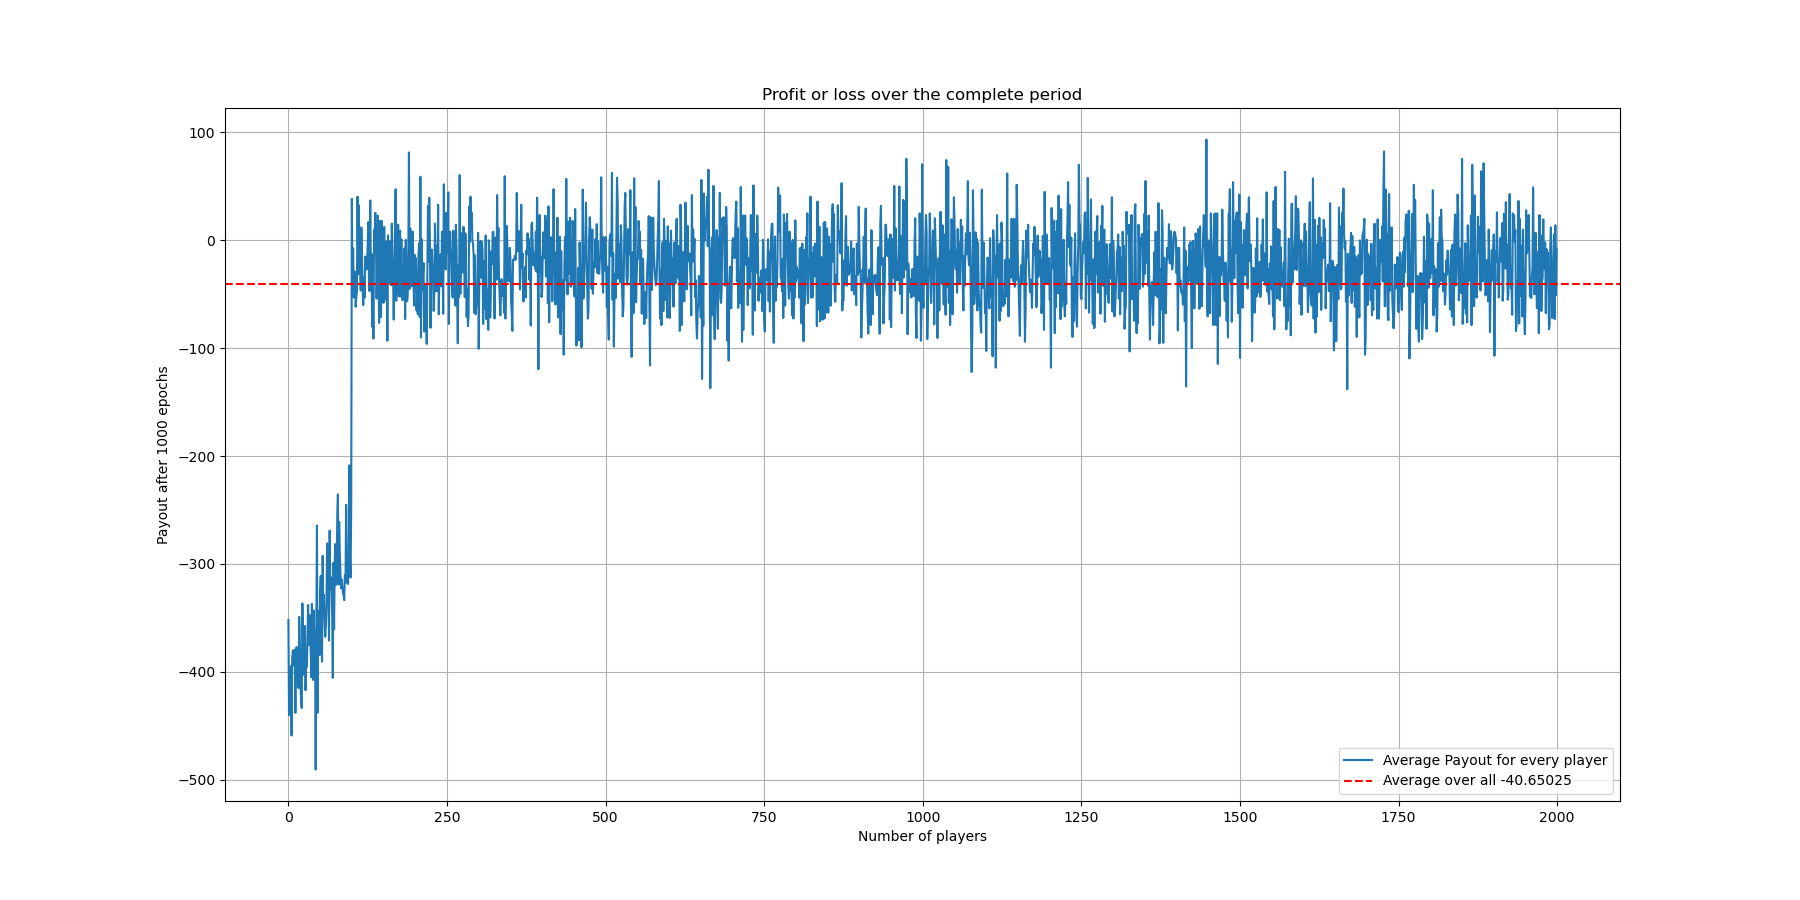 Profit or loss over the complete period
Payout after 1000 epochs
100
0
−100
−200
−300
−400
−500
0 250 500 750 1000 1250 1500 1750 2000
Number of players
Average Payout for every player
Average over all -40.65025